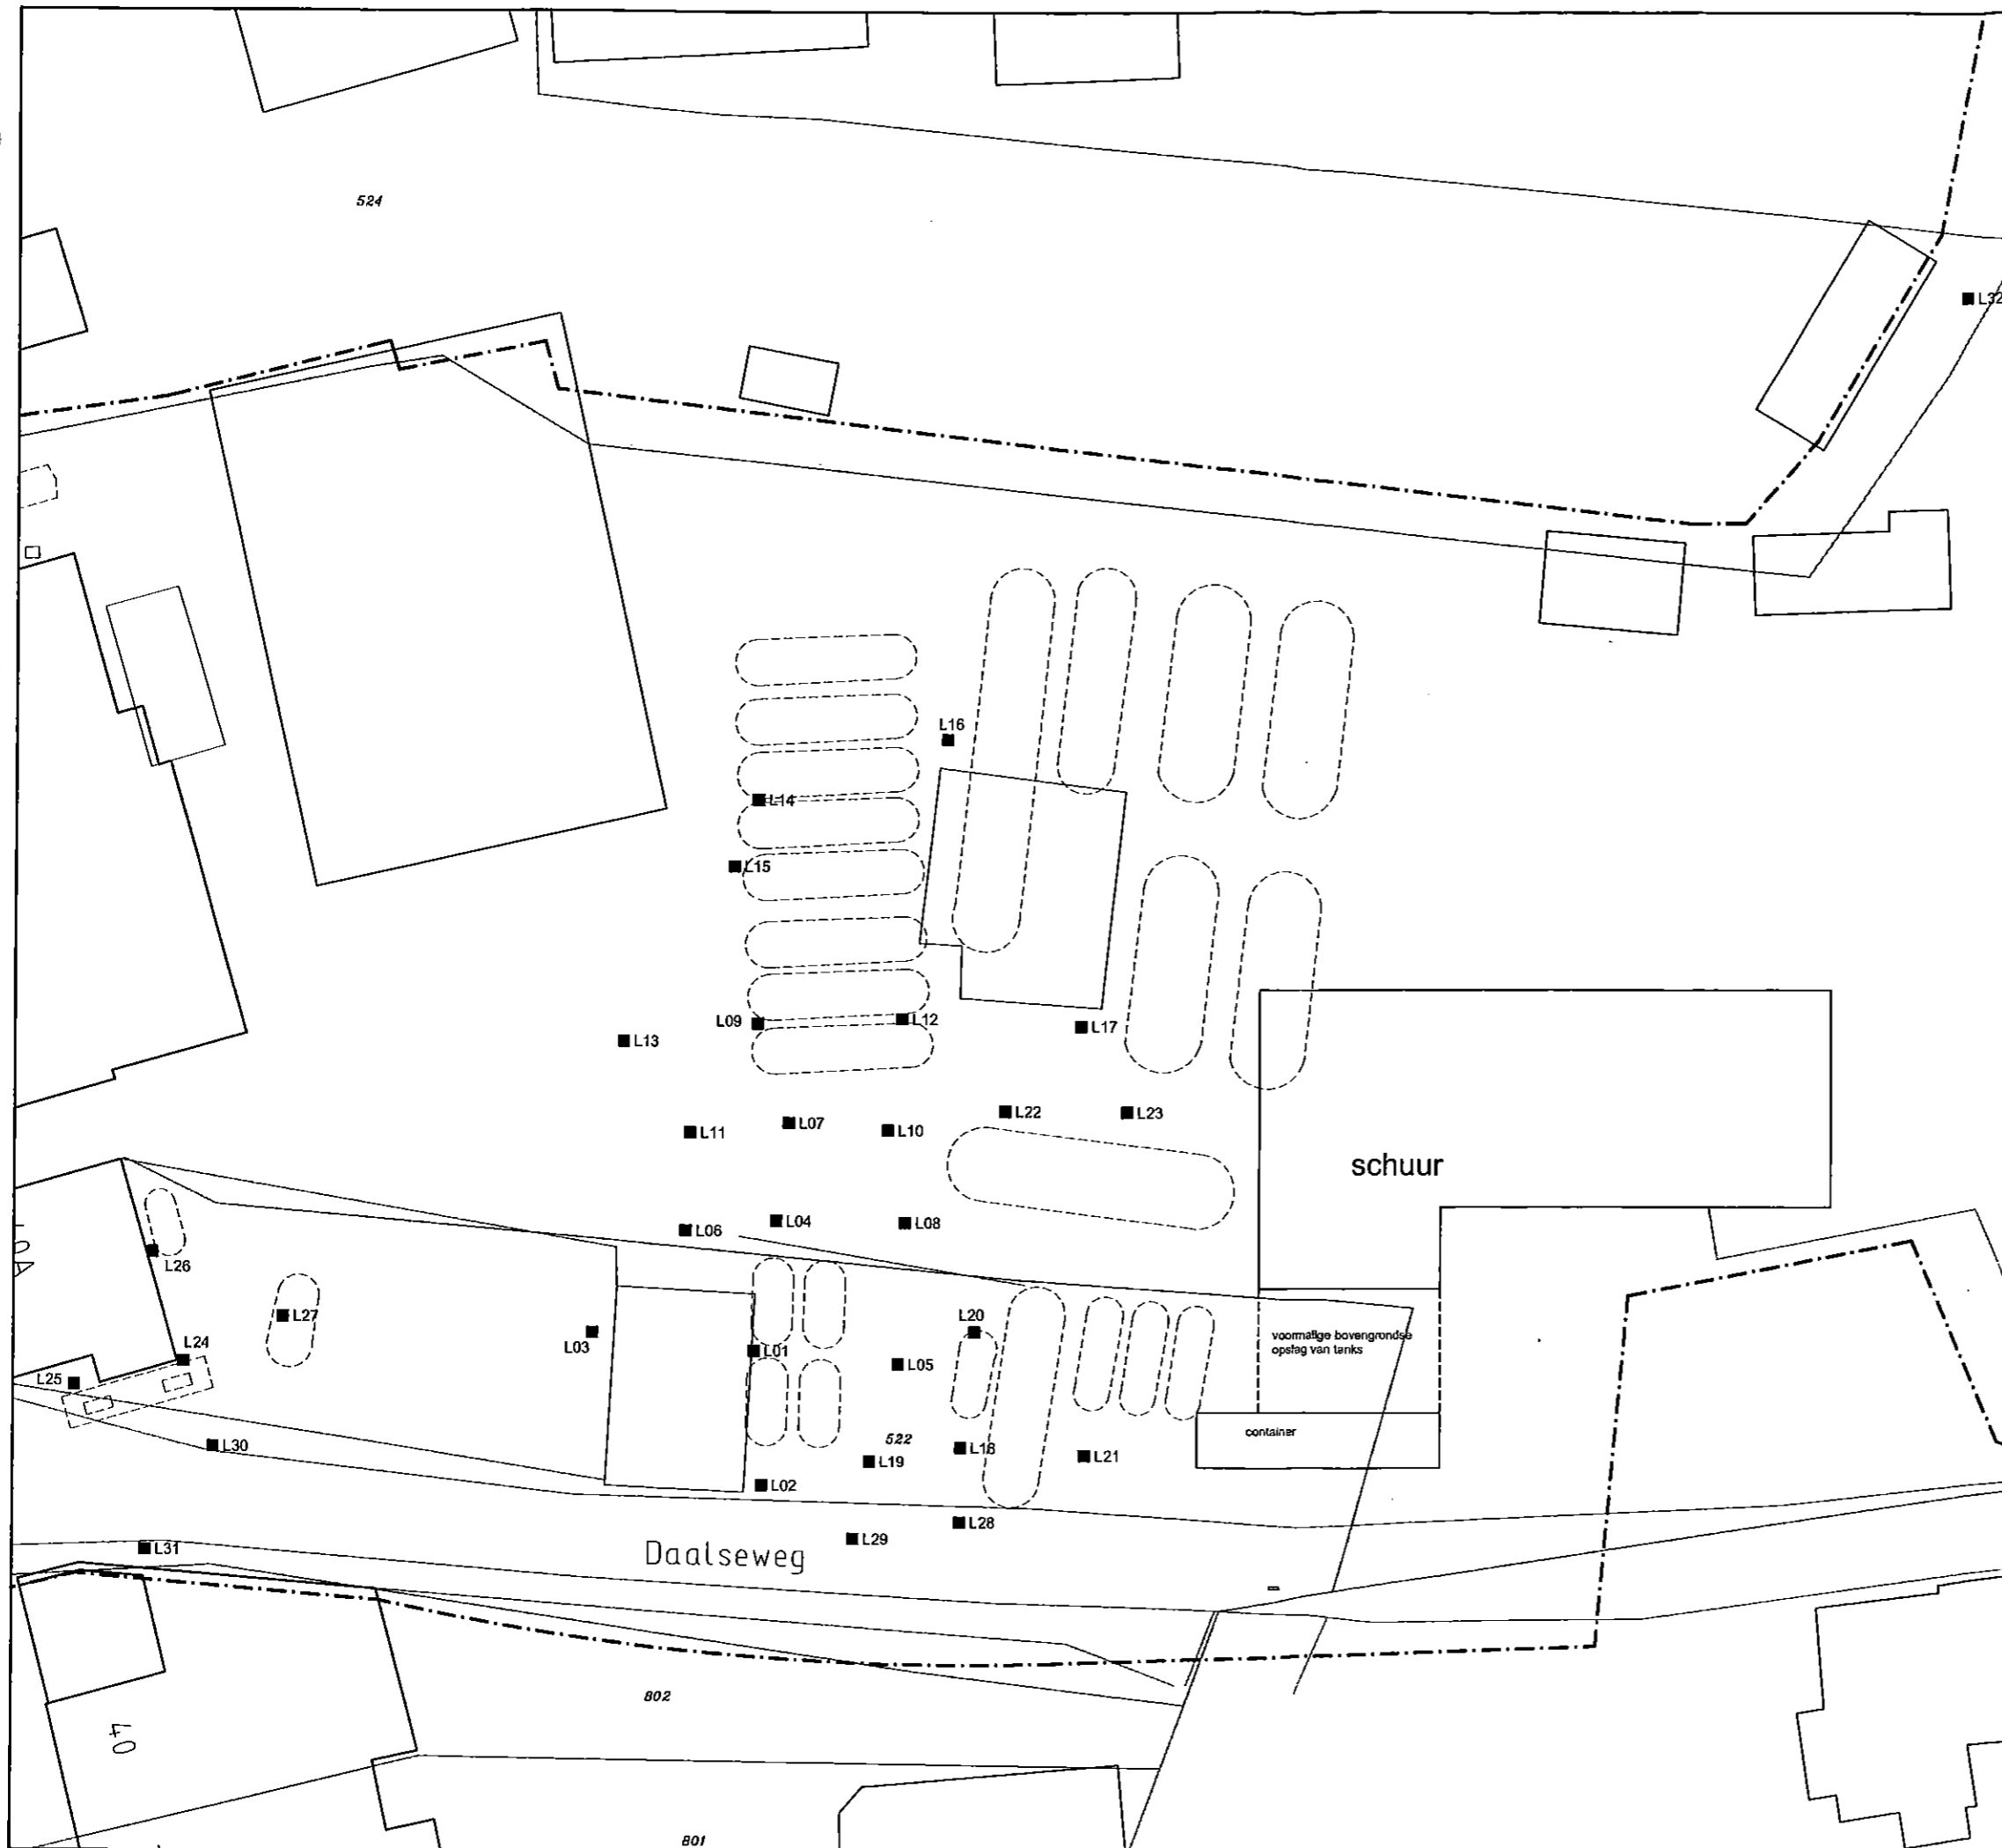 524
L32
L16
L14
L15
L09
L12
L17
L13
L22
L23
L11
L07
L10
schuur
L06
L04
L08
L26
L27
L20
voormalige bovengrondse
opslag van tanks
L03
L24
L01
L05
L25
container
522
L30
L18
L19
L21
L02
L28
L29
Daalseweg
L31
802
40
801